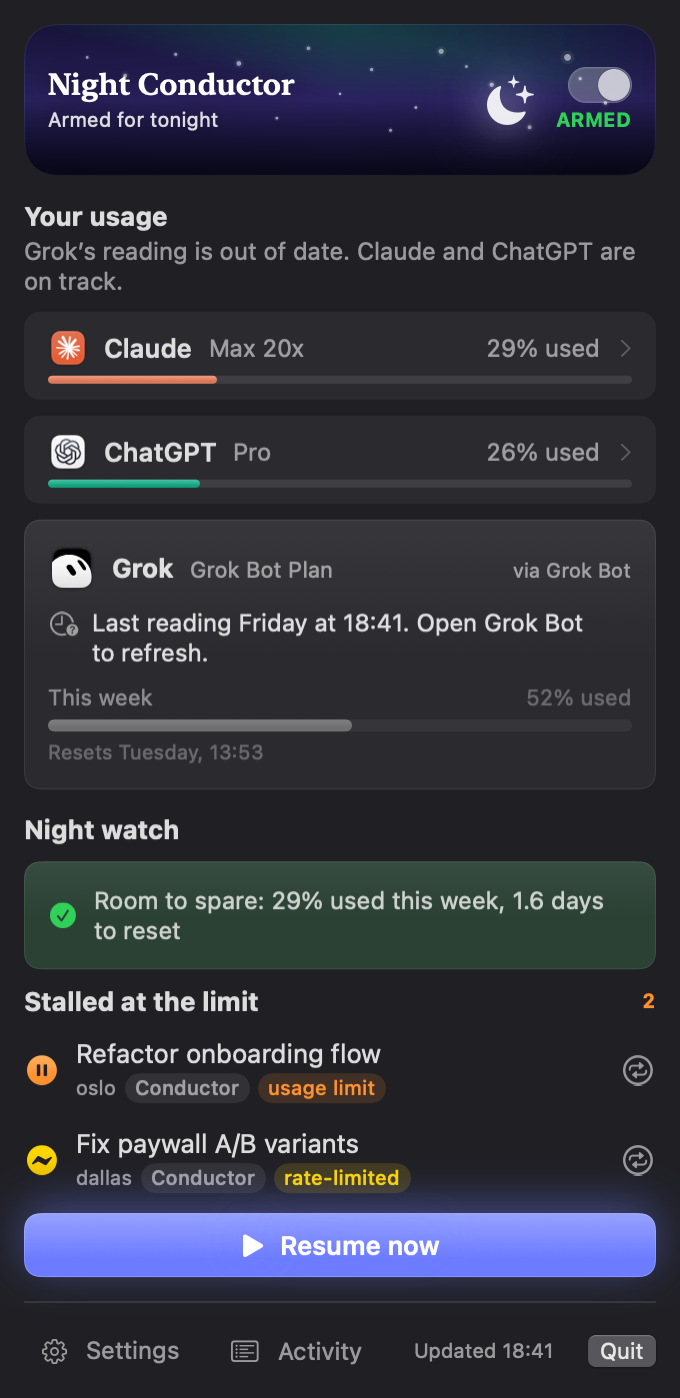 Night Conductor
Armed for tonight
ARMED
Your usage
Grok’s reading is out of date. Claude and ChatGPT are
on track.
Claude Max 20x 29% used
ChatGPT Pro 26% used
Grok Grok Bot Plan via Grok Bot
Last reading Friday at 18:41. Open Grok Bot
to refresh.
This week 52% used
Resets Tuesday, 13:53
Night watch
Room to spare: 29% used this week, 1.6 days
to reset
Stalled at the limit 2
Refactor onboarding flow
oslo Conductor usage limit
Fix paywall A/B variants
dallas Conductor rate-limited
Resume now
Settings Activity Updated 18:41 Quit